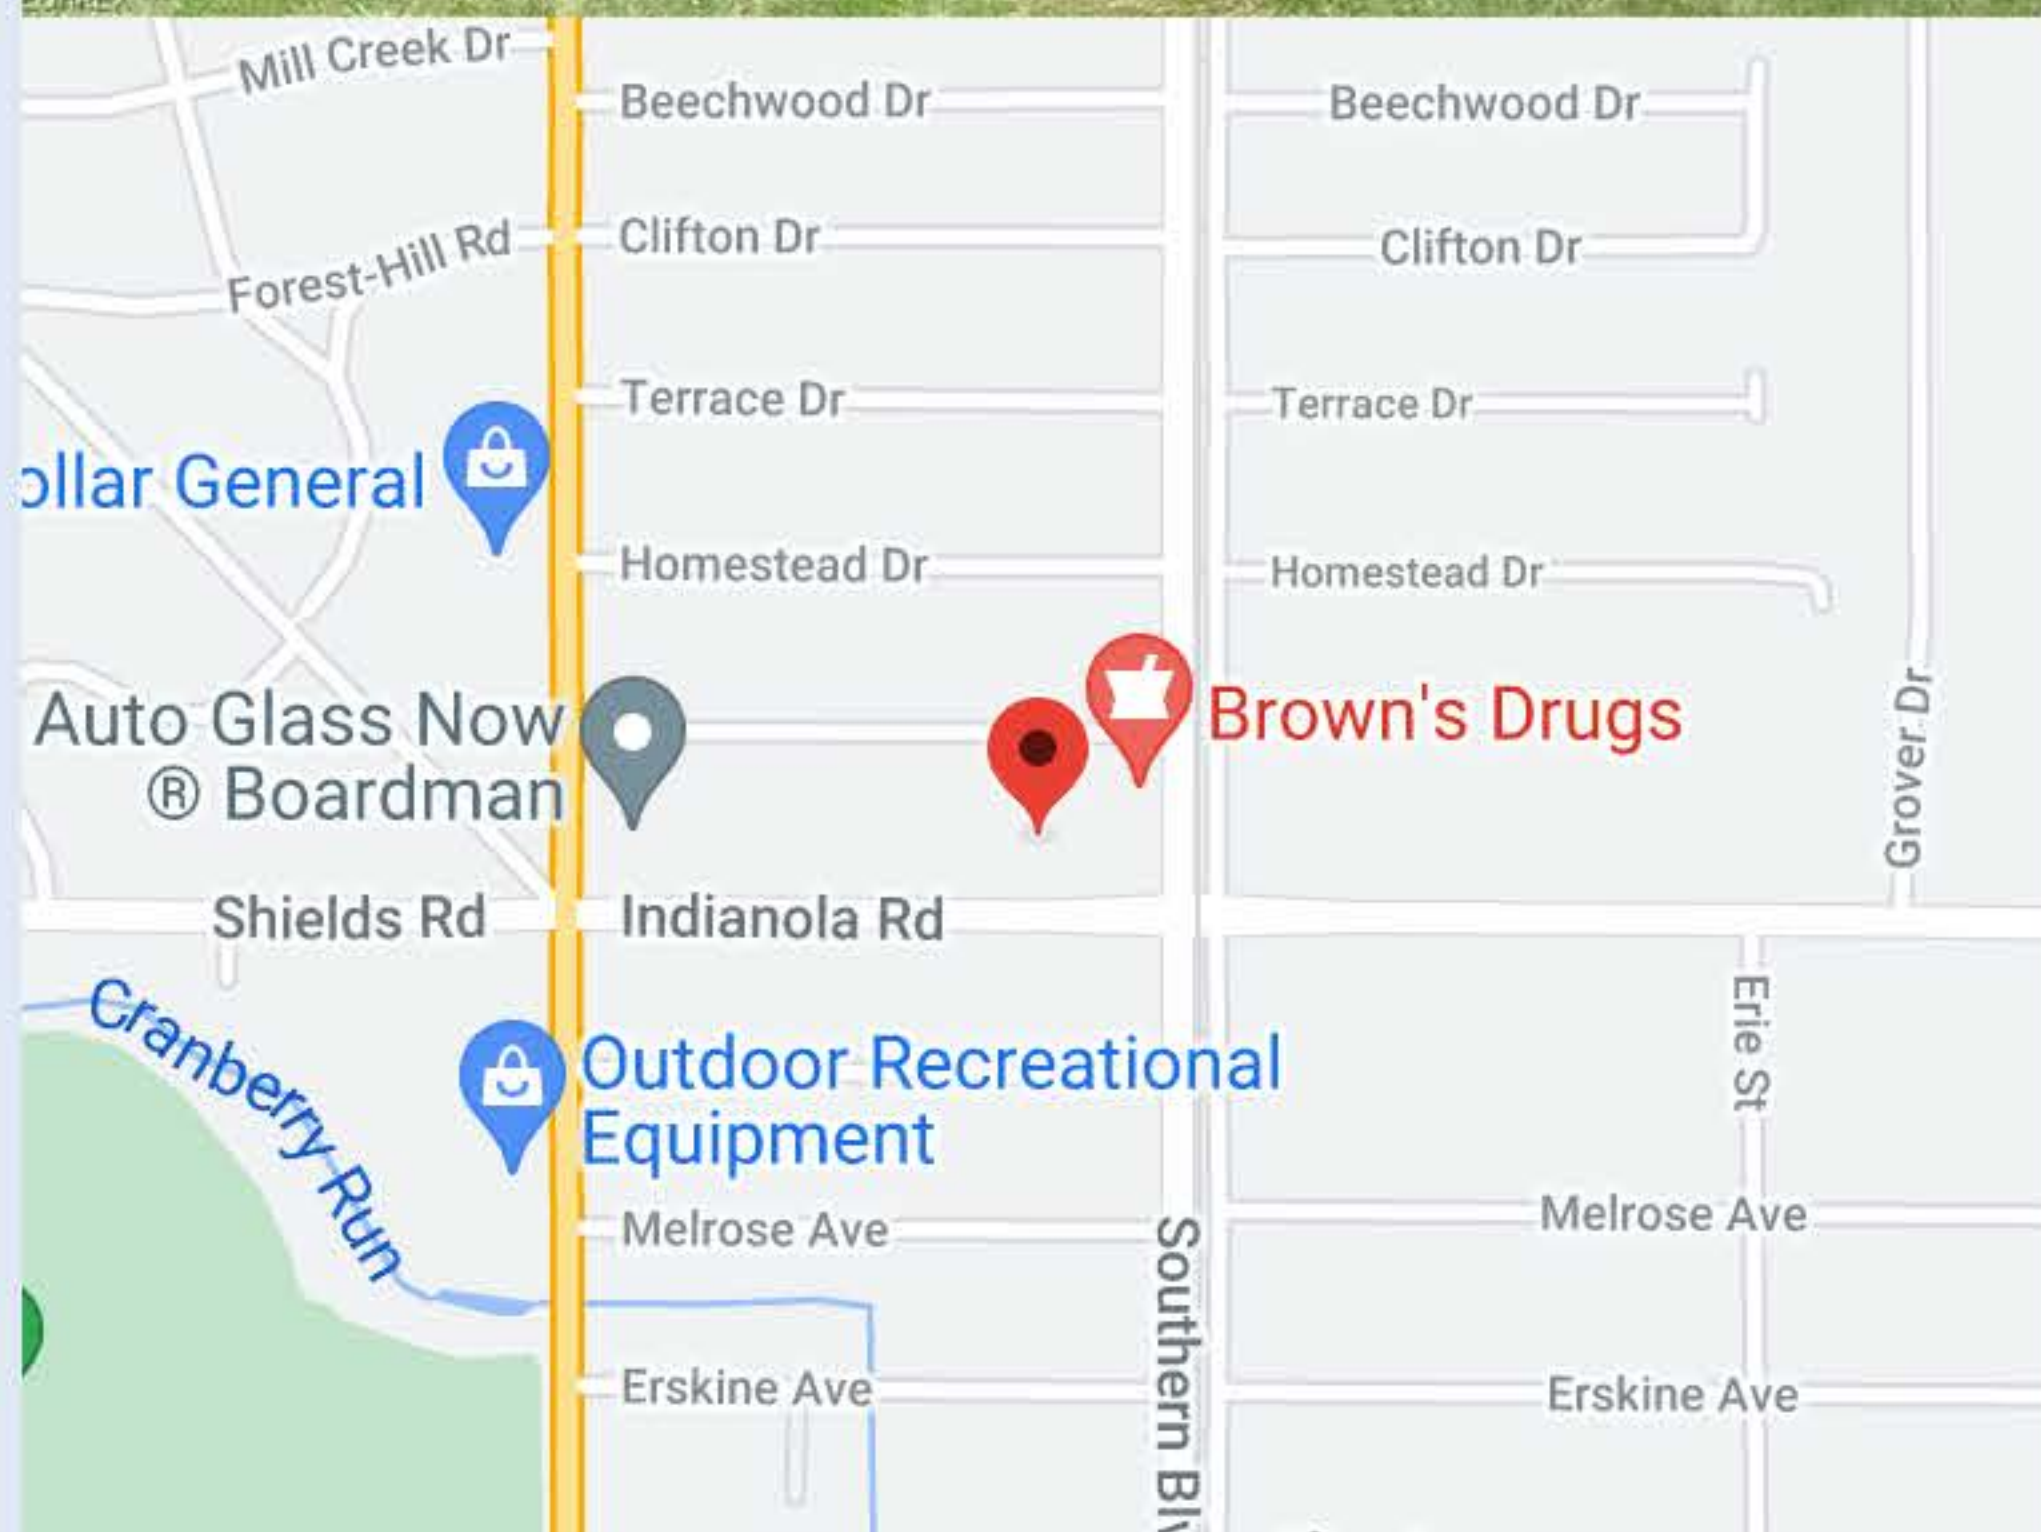 Mill Creek Dr
Beechwood Dr
Beechwood Dr
Forest-Hill Rd
Clifton Dr
Clifton Dr
Terrace Dr
Terrace Dr
ollar General
Homestead Dr
Homestead Dr
Auto Glass Now
® Boardman
Brown's Drugs
Grover Dr
Shields Rd
Indianola Rd
Cranberry Run
Erie St
Outdoor Recreational
Equipment
Melrose Ave
Melrose Ave
Southern Blv
Erskine Ave
Erskine Ave